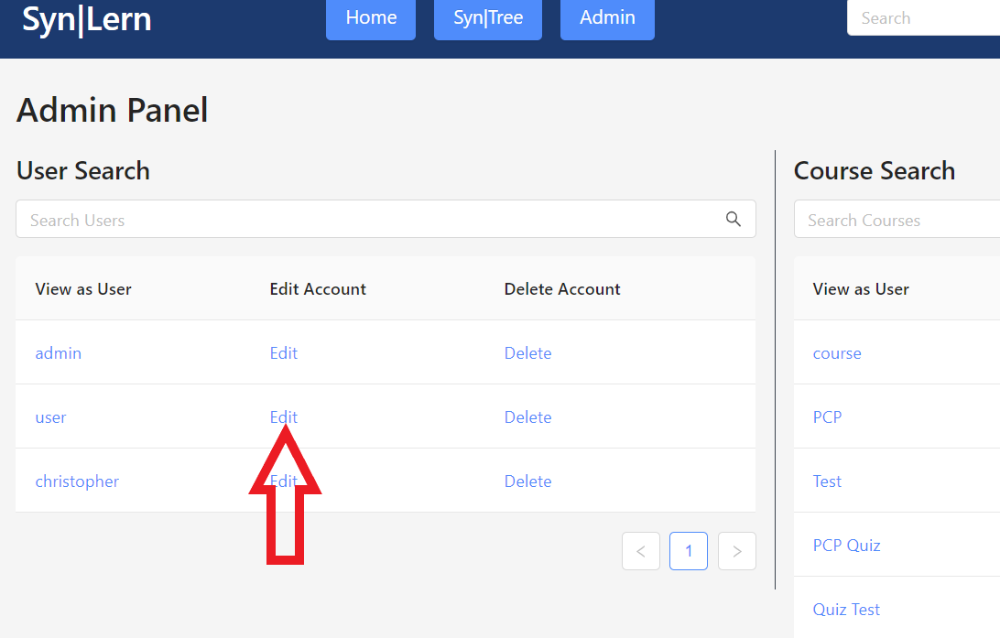 Syn|Lern
Home
Syn|Tree
Admin
Search
Admin Panel
User Search
Search Users
View as User Edit Account Delete Account
admin Edit Delete
user Edit Delete
christopher Edit Delete
< 1 >
Course Search
Search Courses
View as User
course
PCP
Test
PCP Quiz
Quiz Test